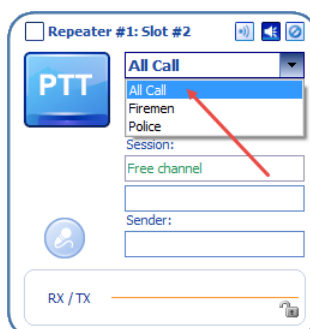 Repeater #1: Slot #2
PTT
All Call
All Call
Firemen
Police
Session:
Free channel
Sender:
RX / TX